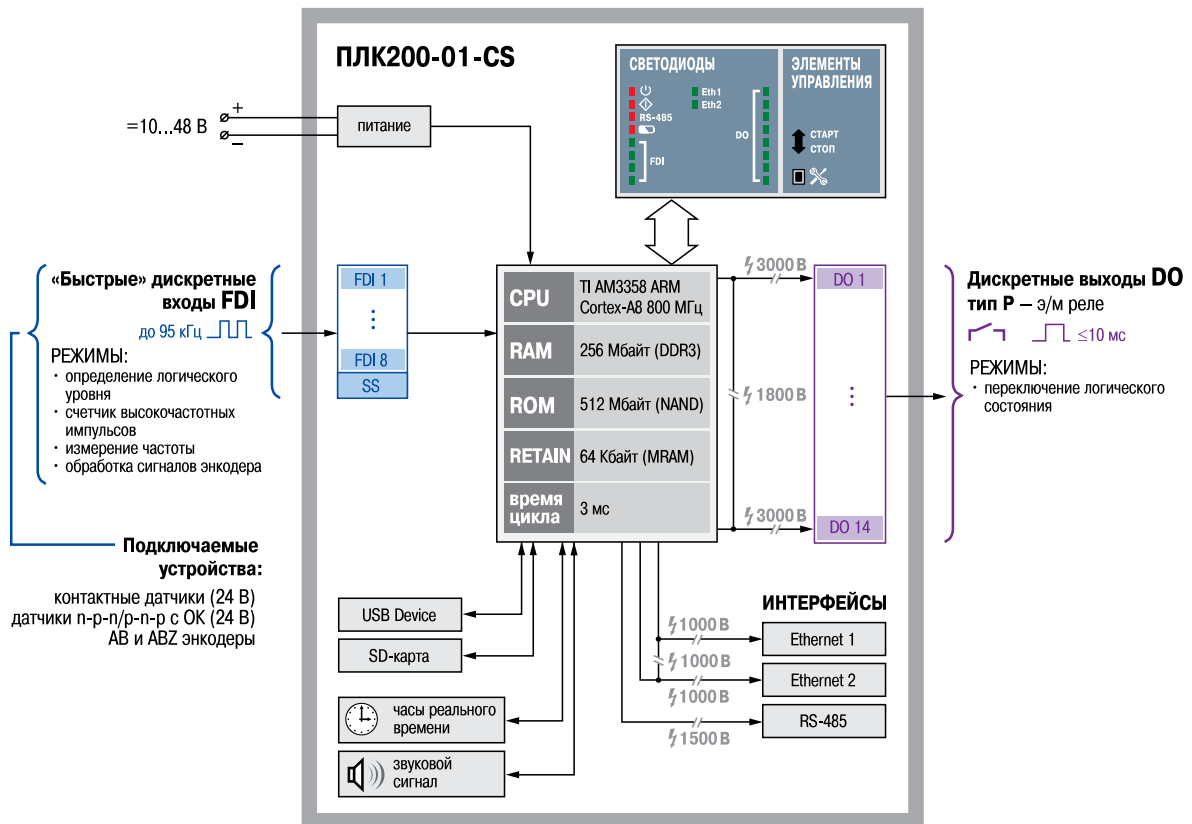 ПЛК200-01-CS
СВЕТОДИОДЫ
Eth1
Eth2
RS-485
FDI
DO
ЭЛЕМЕНТЫ
УПРАВЛЕНИЯ
СТАРТ
СТОП
=10...48 В
+
–
питание
«Быстрые» дискретные
входы FDI
до 95 кГц
РЕЖИМЫ:
· определение логического
уровня
· счетчик высокочастотных
импульсов
· измерение частоты
· обработка сигналов энкодера
Подключаемые
устройства:
контактные датчики (24 В)
датчики n-p-n/p-n-p с ОК (24 В)
AB и ABZ энкодеры
FDI 1
FDI 8
SS
CPU
TI AM3358 ARM
Cortex-A8 800 МГц
RAM
256 Мбайт (DDR3)
ROM
512 Мбайт (NAND)
RETAIN
64 Кбайт (MRAM)
время
цикла
3 мс
3000 В
1800 В
3000 В
DO 1
DO 14
Дискретные выходы DO
тип Р – э/м реле
≤10 мс
РЕЖИМЫ:
· переключение логического
состояния
USB Device
SD-карта
часы реального
времени
звуковой
сигнал
ИНТЕРФЕЙСЫ
1000 В
Ethernet 1
1000 В
Ethernet 2
1000 В
RS-485
1500 В